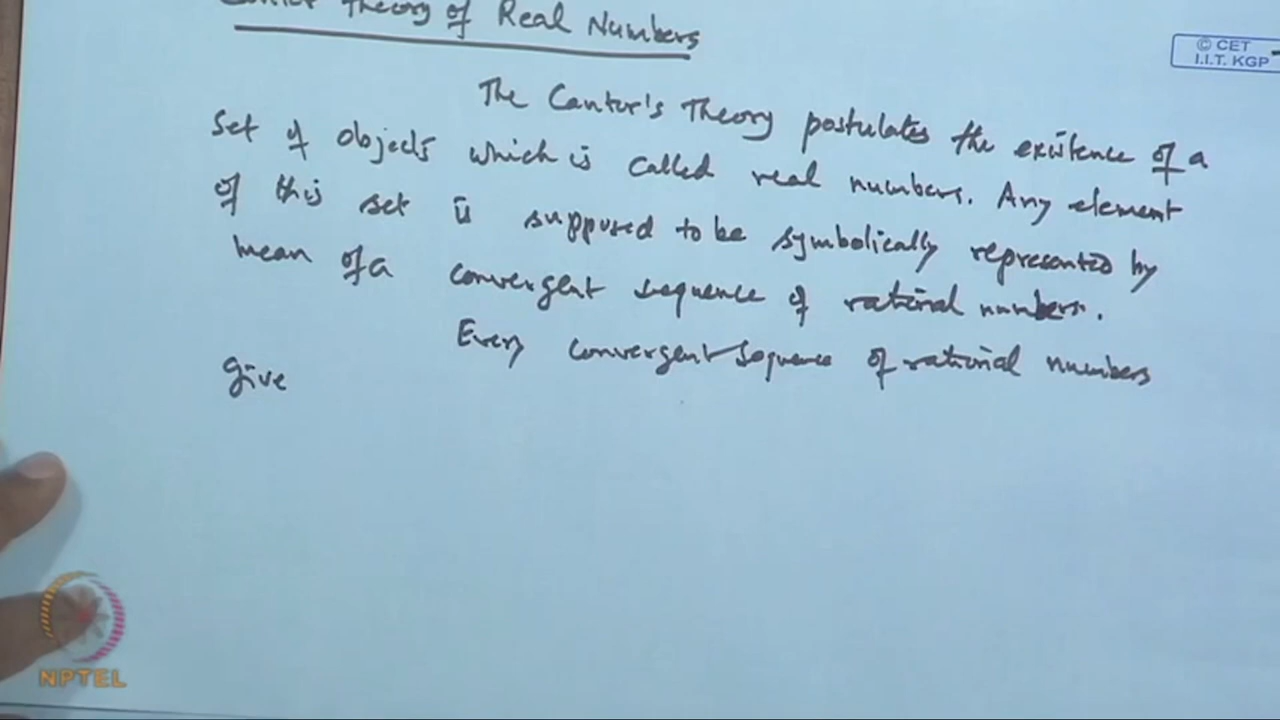 Cantor Theory of Real Numbers
© CET
I.I.T. KGP
The Cantor's Theory postulates the existence of a
set of objects which is called real numbers. Any element
of this set is supposed to be symbolically represented by
mean of a convergent sequence of rational numbers.
Every convergent sequence of rational numbers
give
NPTEL